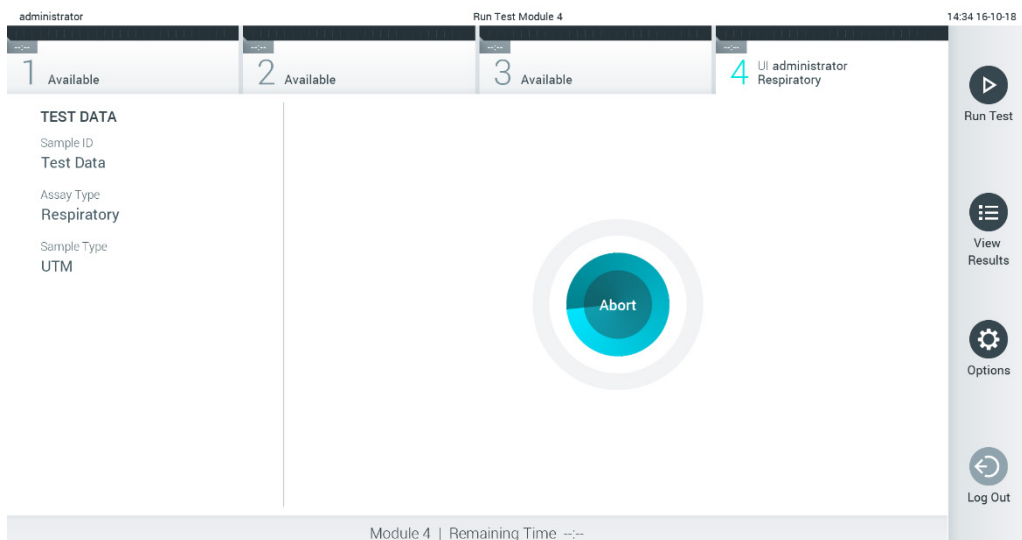 administrator
Run Test Module 4
14:34 16-10-18
--:--
--:--
--:--
--:--
1 Available
2 Available
3 Available
4 UI administrator
Respiratory
TEST DATA
Sample ID
Test Data
Assay Type
Respiratory
Sample Type
UTM
Abort
Run Test
View
Results
Options
Log Out
Module 4 | Remaining Time --:--